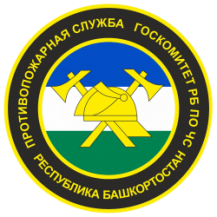 ПРОТИВОПОЖАРНАЯ СЛУЖБА ГОСКОМИТЕТ РБ ПО ЧС
РЕСПУБЛИКА БАШКОРТОСТАН